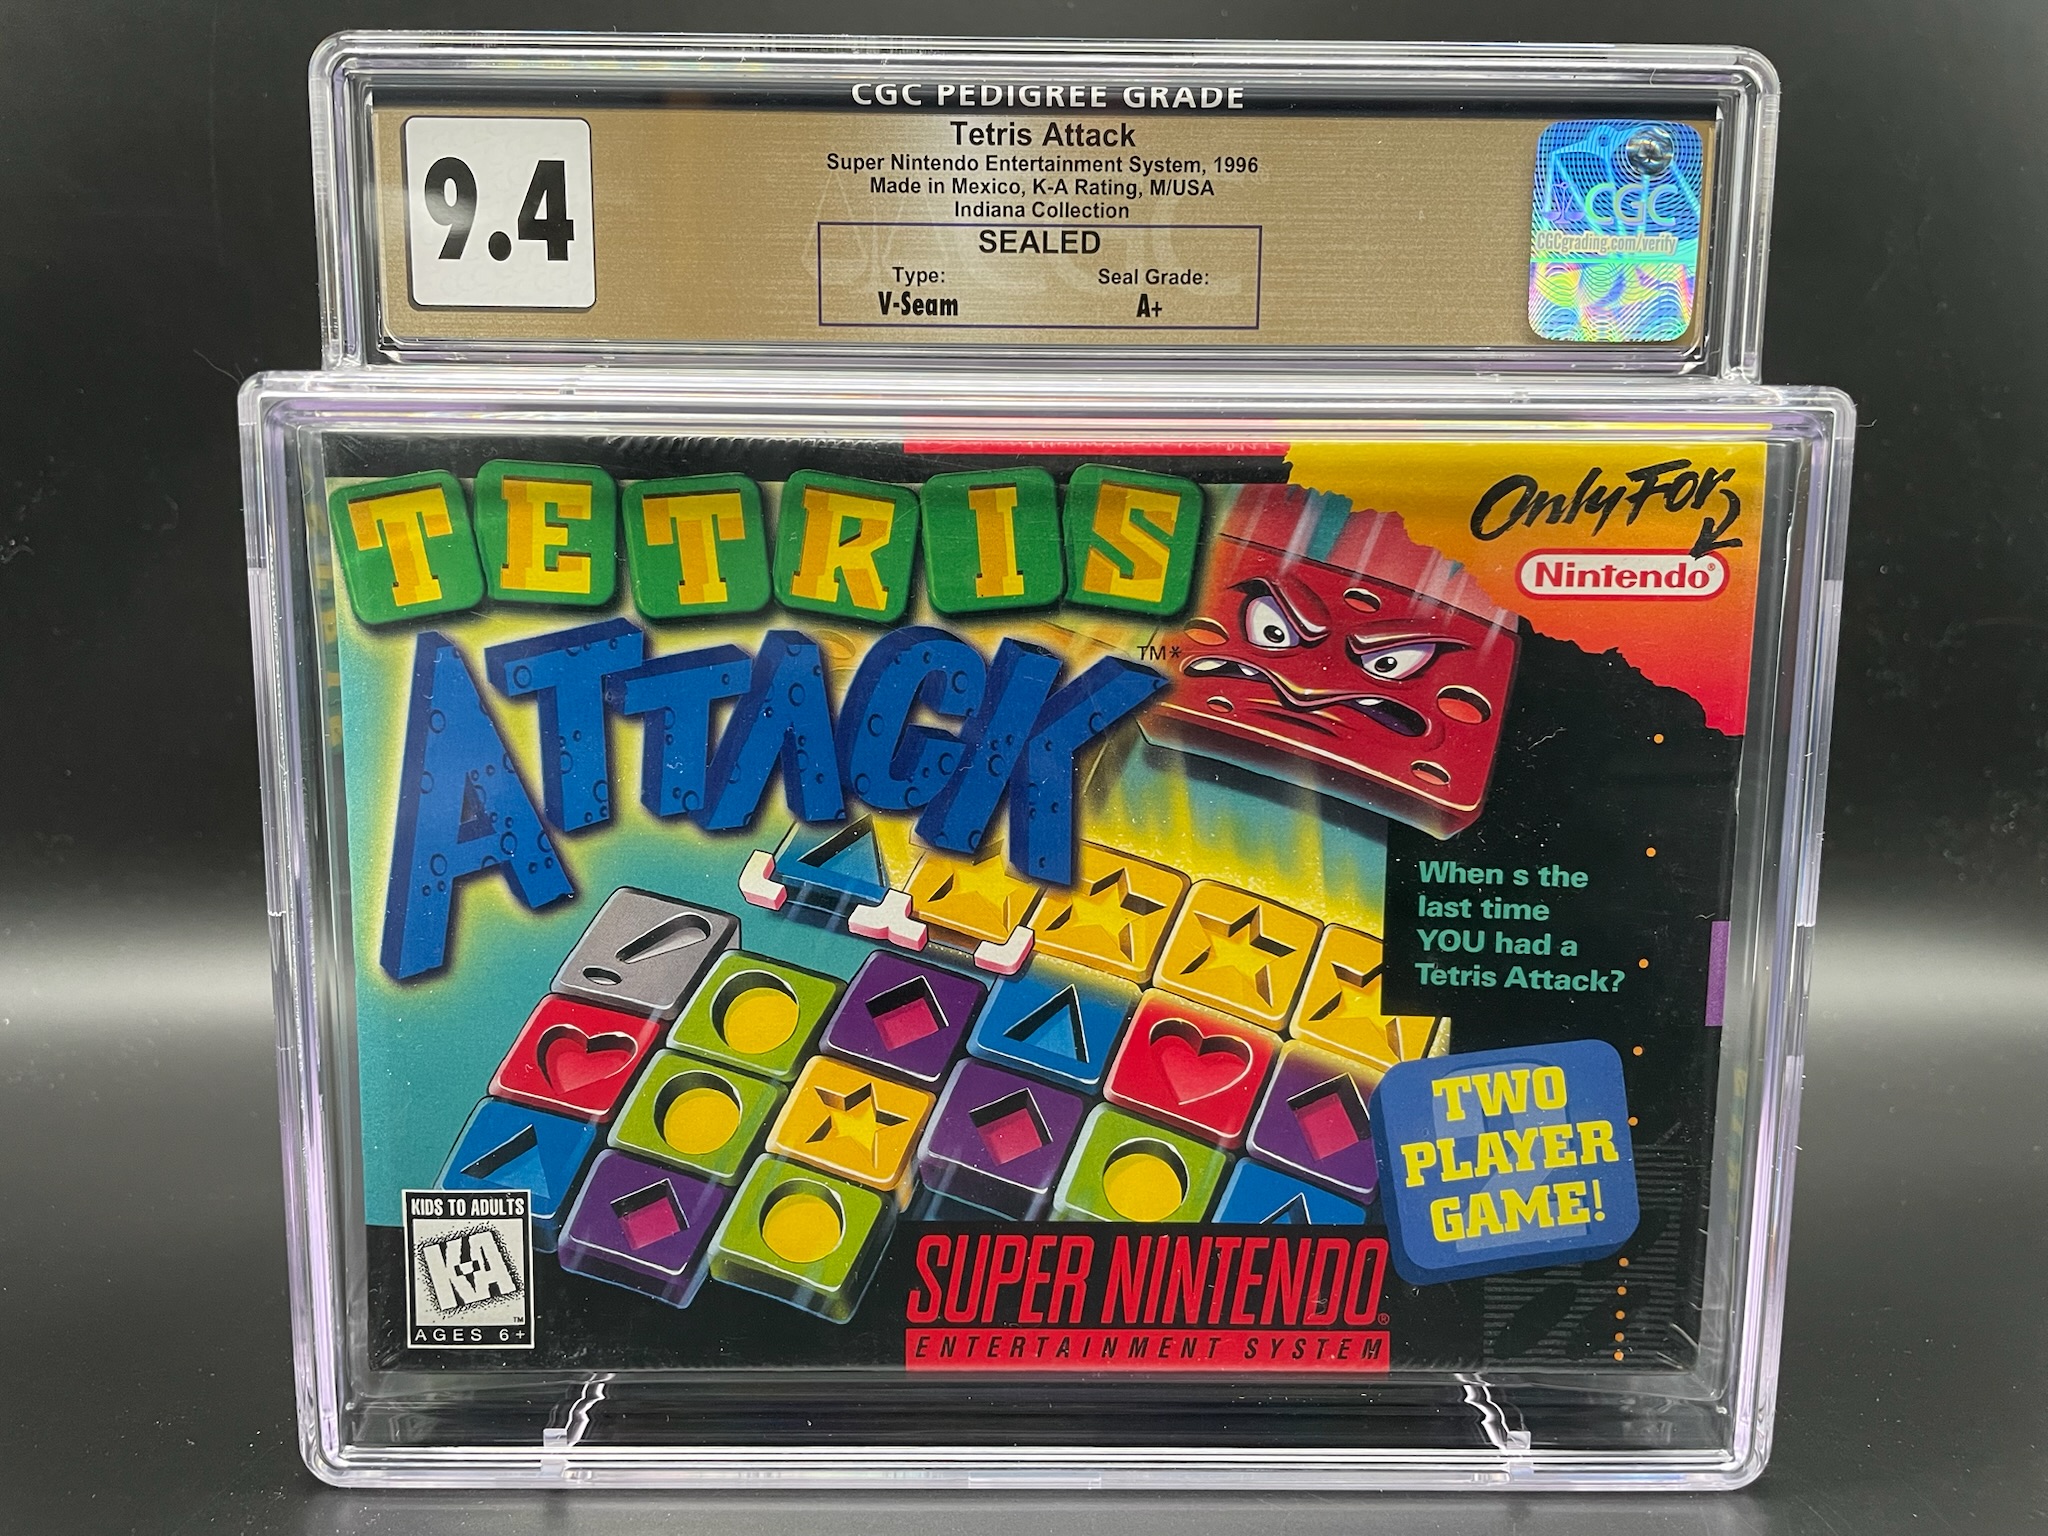 CGC PEDIGREE GRADE
9.4
Tetris Attack
Super Nintendo Entertainment System, 1996
Made in Mexico, K-A Rating, M/USA
Indiana Collection
SEALED
Type: Seal Grade:
V-Seam A+
CGC
CGCgrading.com/verify
TETRIS
ATTACK
TM*
Only For
Nintendo®
When s the
last time
YOU had a
Tetris Attack?
TWO
PLAYER
GAME!
KIDS TO ADULTS
K-A
TM
AGES 6+
SUPER NINTENDO®
ENTERTAINMENT SYSTEM